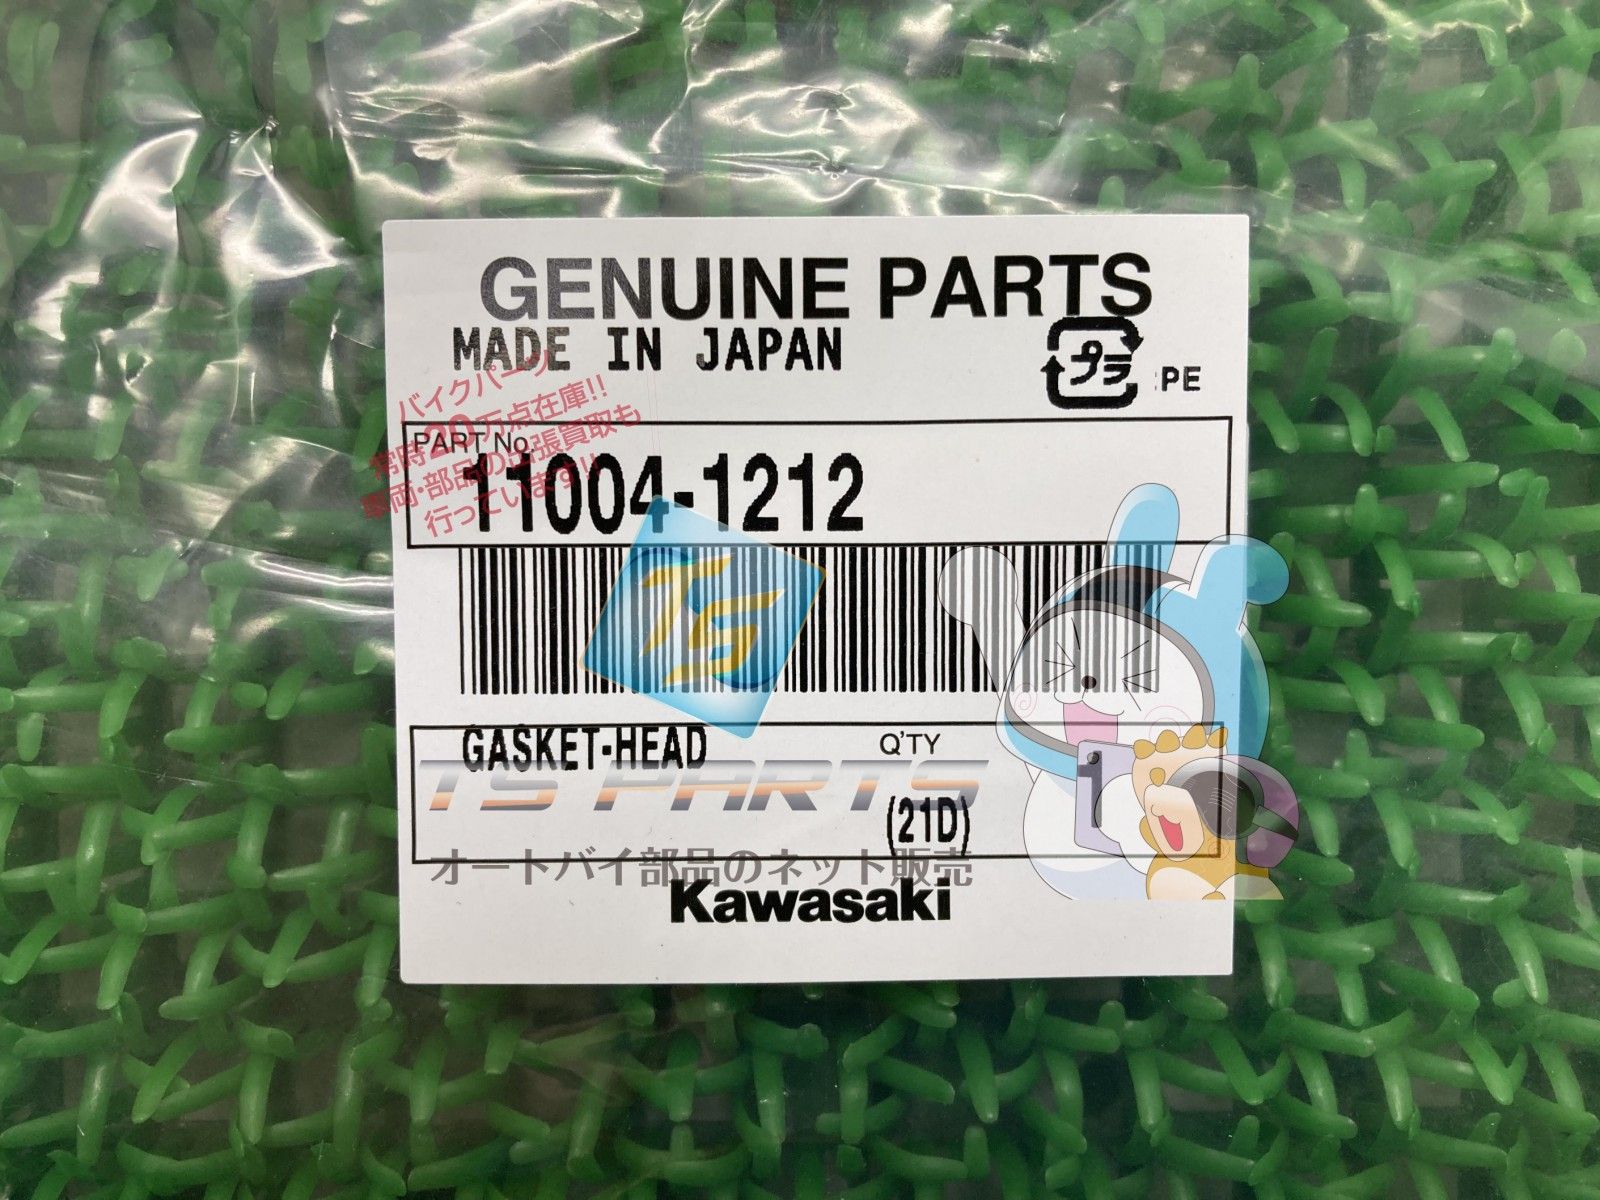 GENUINE PARTS
MADE IN JAPAN
プラ :PE
バイクパーツ
常時20万点在庫!!
車両・部品の出張買取も
行っています!!
PART No.
11004-1212
TS
GASKET-HEAD Q'TY 1
TS PARTS
(21D)
オートバイ部品のネット販売
Kawasaki